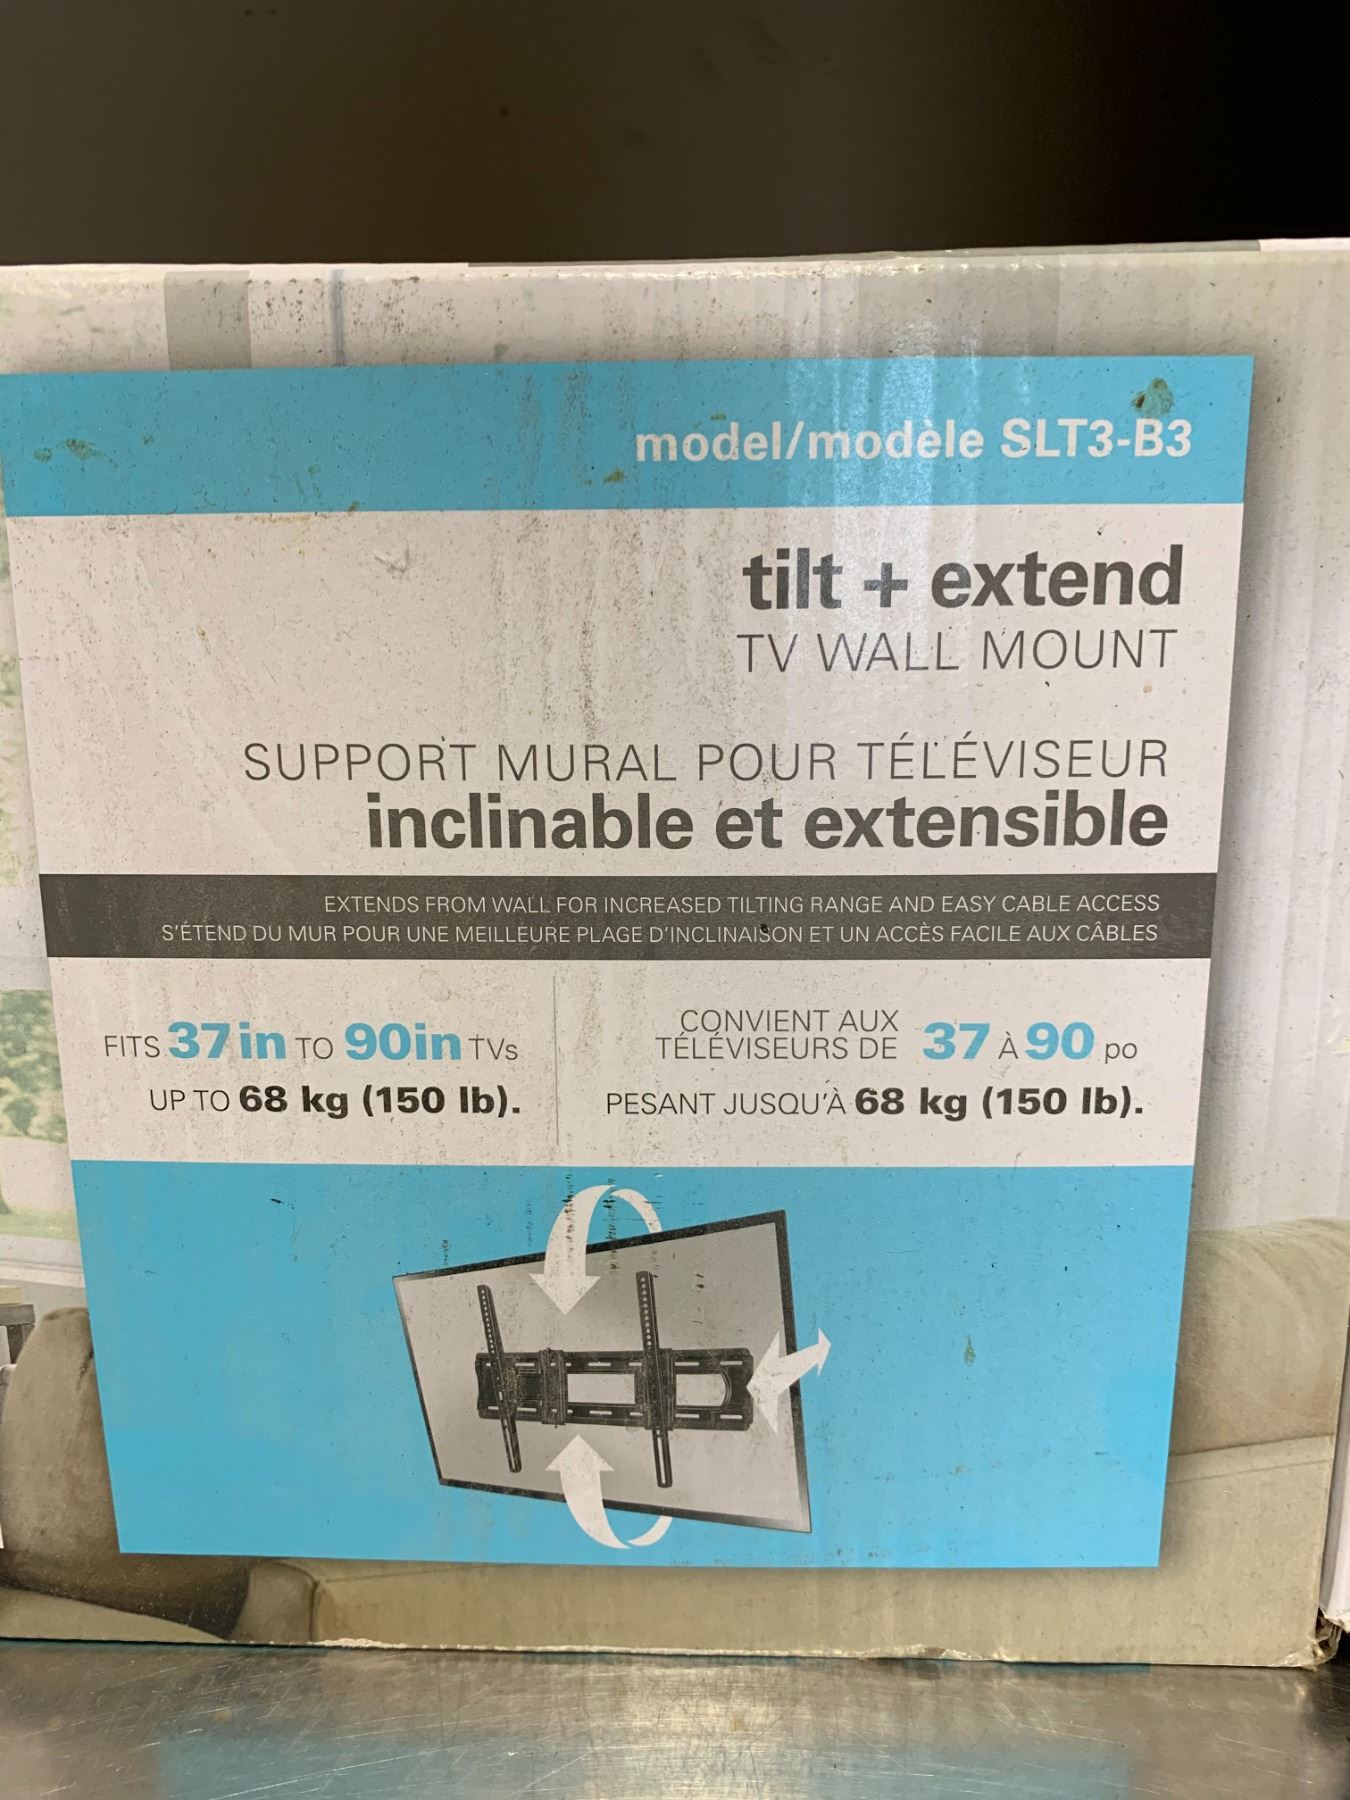 model/modèle SLT3-B3
tilt + extend
TV WALL MOUNT
SUPPORT MURAL POUR TÉLÉVISEUR
inclinable et extensible
EXTENDS FROM WALL FOR INCREASED TILTING RANGE AND EASY CABLE ACCESS
S'ÉTEND DU MUR POUR UNE MEILLEURE PLAGE D'INCLINAISON ET UN ACCÈS FACILE AUX CÂBLES
FITS 37in TO 90in TVs
UP TO 68 kg (150 lb).
CONVIENT AUX
TÉLÉVISEURS DE 37 À 90 po
PESANT JUSQU'À 68 kg (150 lb).